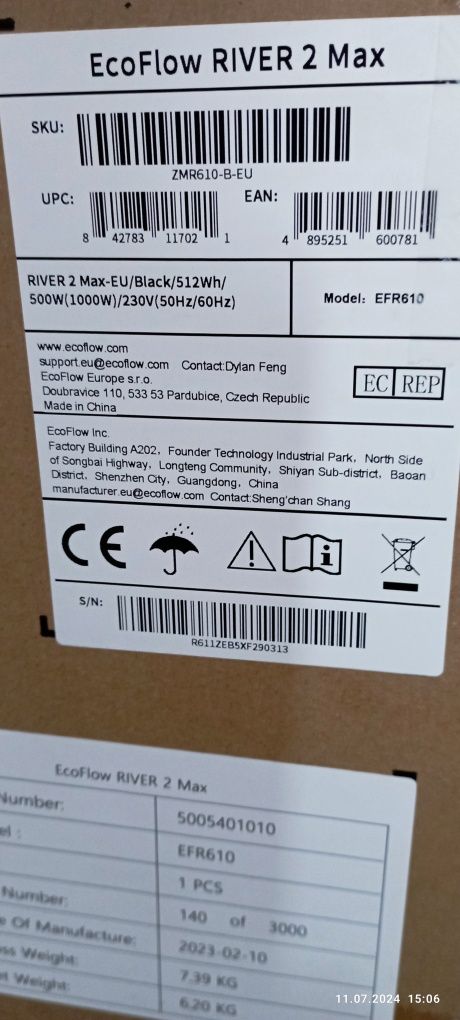 EcoFlow RIVER 2 Max
SKU:
ZMR610-B-EU
UPC:
8 42783 11702 1
EAN:
4 895251 600781
RIVER 2 Max-EU/Black/512Wh/
500W(1000W)/230V(50Hz/60Hz)
Model: EFR610
www.ecoflow.com
support.eu@ecoflow.com Contact:Dylan Feng
EcoFlow Europe s.r.o.
Doubravice 110, 533 53 Pardubice, Czech Republic
Made in China
EC REP
EcoFlow Inc.
Factory Building A202, Founder Technology Industrial Park, North Side
of Songbai Highway, Longteng Community, Shiyan Sub-district, Baoan
District, Shenzhen City, Guangdong, China
manufacturer.eu@ecoflow.com Contact:Sheng'chan Shang
CE
S/N:
R611ZEB5XF290313
EcoFlow RIVER 2 Max
Number: 5005401010
el: EFR610
1 PCS
Number: 140 of 3000
e Of Manufacture: 2023-02-10
ss Weight: 7.39 KG
t Weight: 6.20 KG
11.07.2024 15:06